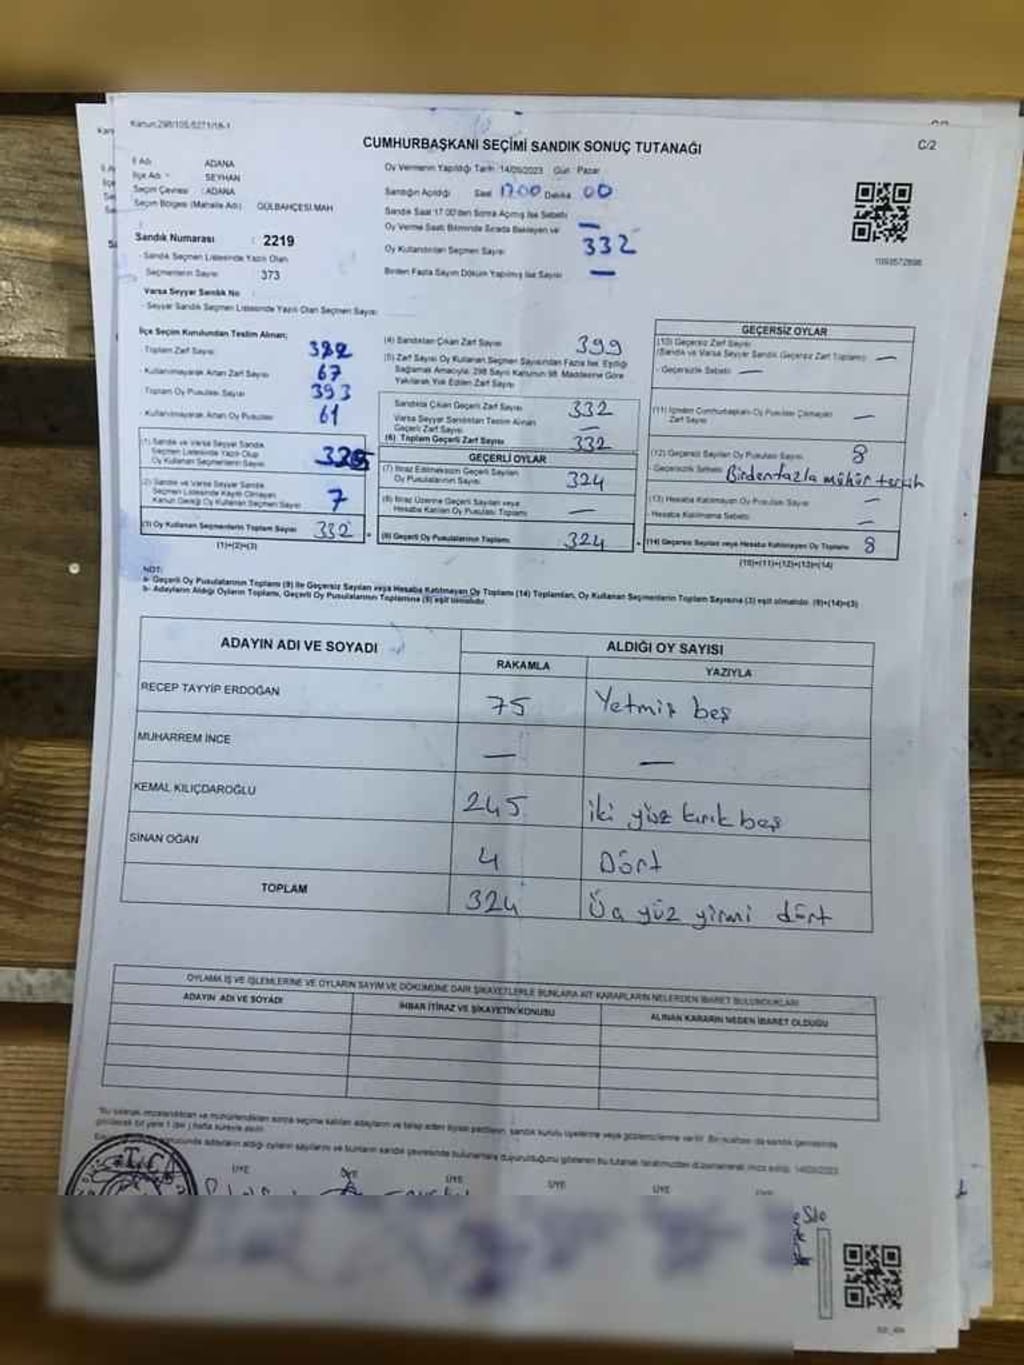 Kanun:298/105,6271/18-1
CUMHURBAŞKANI SEÇİMİ SANDIK SONUÇ TUTANAĞI
C/2
İl Adı : ADANA
İlçe Adı : SEYHAN
Seçim Çevresi : ADANA
Seçim Bölgesi (Mahalle Adı) : GÜLBAHÇESİ MAH
Oy Vermenin Yapıldığı Tarih : 14/05/2023 Gün : Pazar
Sandığın Açıldığı Saat 17:00 Dakika 00
Sandık Saat 17.00'den Sonra Açılmış İse Sebebi
Oy Verme Saati Bitiminde Sırada Bekleyen ve —
Oy Kullandırılan Seçmen Sayısı 332
Birden Fazla Sayım Döküm Yapılmış İse Sayısı —
Sandık Numarası : 2219
- Sandık Seçmen Listesinde Yazılı Olan
Seçmenlerin Sayısı 373
Varsa Seyyar Sandık No :
- Seyyar Sandık Seçmen Listesinde Yazılı Olan Seçmen Sayısı:
1093572898
İlçe Seçim Kurulundan Teslim Alınan;
- Toplam Zarf Sayısı
- Kullanılmayarak Artan Zarf Sayısı 67
Toplam Oy Pusulası Sayısı 393
- Kullanılmayarak Artan Oy Pusulası 61
(1) Sandık ve Varsa Seyyar Sandık
Seçmen Listesinde Yazılı Olup
Oy Kullanan Seçmenlerin Sayısı 325
(2) Sandık ve Varsa Seyyar Sandık
Seçmen Listesinde Kayıtlı Olmayan
Kanun Gereği Oy Kullanan Seçmen Sayısı 7
(3) Oy Kullanan Seçmenlerin Toplam Sayısı 332
(1)+(2)=(3)
(4) Sandıktan Çıkan Zarf Sayısı 399
(5) Zarf Sayısı Oy Kullanan Seçmen Sayısından Fazla İse, Eşitliği
Sağlamak Amacıyla, 298 Sayılı Kanunun 98. Maddesine Göre
Yakılarak Yok Edilen Zarf Sayısı
Sandıkta Çıkan Geçerli Zarf Sayısı 332
Varsa Seyyar Sandıktan Teslim Alınan
Geçerli Zarf Sayısı —
(6) Toplam Geçerli Zarf Sayısı 332
GEÇERLİ OYLAR
(7) İtiraz Edilmeksizin Geçerli Sayılan
Oy Pusulalarının Sayısı 324
(8) İtiraz Üzerine Geçerli Sayılan veya
Hesaba Katılan Oy Pusulası Toplamı —
(9) Geçerli Oy Pusulalarının Toplamı 324
GEÇERSİZ OYLAR
(10) Geçersiz Zarf Sayısı
(Sandık ve Varsa Seyyar Sandık Geçersiz Zarf Toplamı) —
- Geçersizlik Sebebi —
(11) İçinden Cumhurbaşkanı Oy Pusulası Çıkmayan
Zarf Sayısı —
(12) Geçersiz Sayılan Oy Pusulası Sayısı 8
- Geçersizlik Sebebi Birden fazla mühür tercih
(13) Hesaba Katılmayan Oy Pusulası Sayısı —
- Hesaba Katılmama Sebebi —
(14) Geçersiz Sayılan veya Hesaba Katılmayan Oy Toplamı 8
(10)+(11)+(12)+(13)=(14)
NOT:
a- Geçerli Oy Pusulalarının Toplamı (9) ile Geçersiz Sayılan veya Hesaba Katılmayan Oy Toplamı (14) Toplamları, Oy Kullanan Seçmenlerin Toplam Sayısına (3) eşit olmalıdır. (9)+(14)=(3)
b- Adayların Aldığı Oyların Toplamı, Geçerli Oy Pusulalarının Toplamına (9) eşit olmalıdır.
ADAYIN ADI VE SOYADI ALDIĞI OY SAYISI
RAKAMLA YAZIYLA
RECEP TAYYİP ERDOĞAN 75 Yetmiş beş
MUHARREM İNCE — —
KEMAL KILIÇDAROĞLU 245 iki yüz kırk beş
SİNAN OĞAN 4 Dört
TOPLAM 324 Üç yüz yirmi dört
OYLAMA İŞ VE İŞLEMLERİNE VE OYLARIN SAYIM VE DÖKÜMÜNE DAİR ŞİKAYETLERLE BUNLARA AİT KARARLARIN NELERDEN İBARET BULUNDUKLARI
ADAYIN ADI VE SOYADI İHBAR İTİRAZ VE ŞİKAYETİN KONUSU ALINAN KARARIN NEDEN İBARET OLDUĞU
T.C.
ÜYE ÜYE ÜYE ÜYE ÜYE